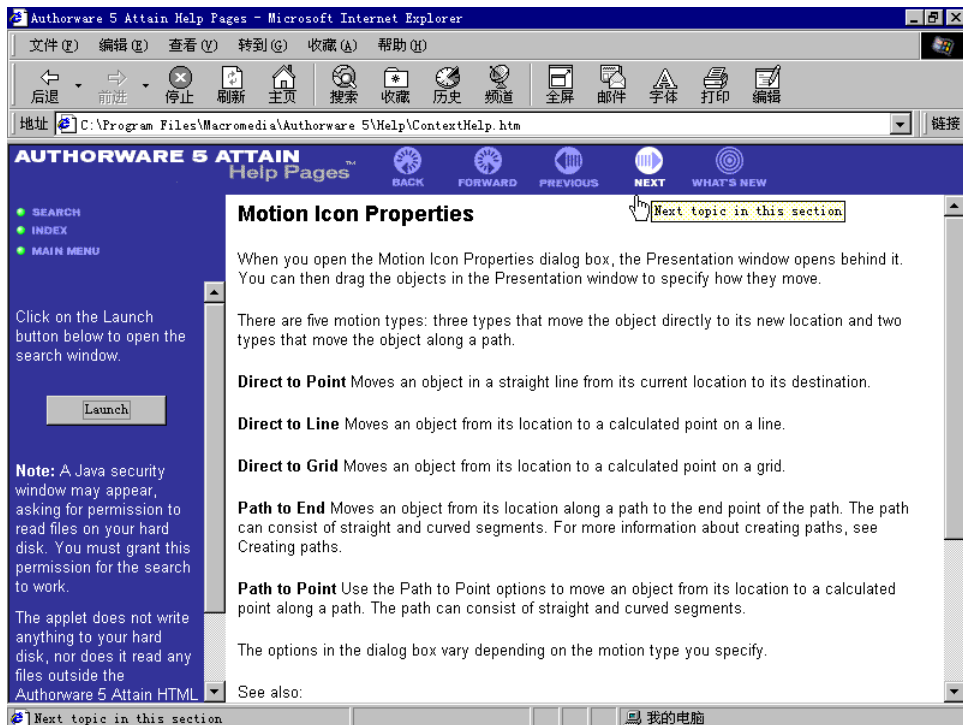 Authorware 5 Attain Help Pages - Microsoft Internet Explorer
文件(F) 编辑(E) 查看(V) 转到(G) 收藏(A) 帮助(H)
后退 前进 停止 刷新 主页 搜索 收藏 历史 频道 全屏 邮件 字体 打印 编辑
地址 C:\Program Files\Macromedia\Authorware 5\Help\ContextHelp.htm 链接
AUTHORWARE 5 ATTAIN
Help Pages™
BACK FORWARD PREVIOUS NEXT WHAT'S NEW
Next topic in this section
SEARCH
INDEX
MAIN MENU
Click on the Launch
button below to open the
search window.
Launch
Note: A Java security
window may appear,
asking for permission to
read files on your hard
disk. You must grant this
permission for the search
to work.
The applet does not write
anything to your hard
disk, nor does it read any
files outside the
Authorware 5 Attain HTML
Motion Icon Properties
When you open the Motion Icon Properties dialog box, the Presentation window opens behind it.
You can then drag the objects in the Presentation window to specify how they move.
There are five motion types: three types that move the object directly to its new location and two
types that move the object along a path.
Direct to Point Moves an object in a straight line from its current location to its destination.
Direct to Line Moves an object from its location to a calculated point on a line.
Direct to Grid Moves an object from its location to a calculated point on a grid.
Path to End Moves an object from its location along a path to the end point of the path. The path
can consist of straight and curved segments. For more information about creating paths, see
Creating paths.
Path to Point Use the Path to Point options to move an object from its location to a calculated
point along a path. The path can consist of straight and curved segments.
The options in the dialog box vary depending on the motion type you specify.
See also:
Next topic in this section 我的电脑